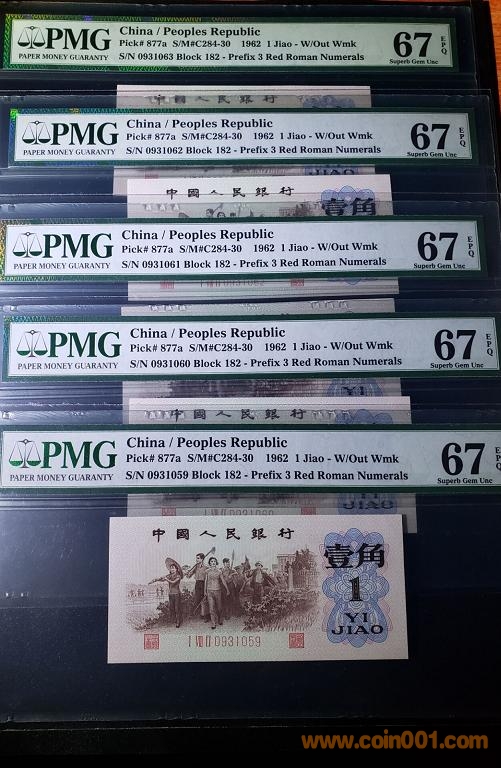 PMG
PAPER MONEY GUARANTY
China / Peoples Republic
Pick# 877a S/M#C284-30 1962 1 Jiao - W/Out Wmk
S/N 0931063 Block 182 - Prefix 3 Red Roman Numerals
67 EPQ
Superb Gem Unc
中國人民銀行
PMG
PAPER MONEY GUARANTY
China / Peoples Republic
Pick# 877a S/M#C284-30 1962 1 Jiao - W/Out Wmk
S/N 0931062 Block 182 - Prefix 3 Red Roman Numerals
67 EPQ
Superb Gem Unc
JIAO
中國人民銀行
壹角
PMG
PAPER MONEY GUARANTY
China / Peoples Republic
Pick# 877a S/M#C284-30 1962 1 Jiao - W/Out Wmk
S/N 0931061 Block 182 - Prefix 3 Red Roman Numerals
67 EPQ
Superb Gem Unc
PMG
PAPER MONEY GUARANTY
China / Peoples Republic
Pick# 877a S/M#C284-30 1962 1 Jiao - W/Out Wmk
S/N 0931060 Block 182 - Prefix 3 Red Roman Numerals
67 EPQ
Superb Gem Unc
YI
中國人民銀行
PMG
PAPER MONEY GUARANTY
China / Peoples Republic
Pick# 877a S/M#C284-30 1962 1 Jiao - W/Out Wmk
S/N 0931059 Block 182 - Prefix 3 Red Roman Numerals
67 EPQ
Superb Gem Unc
JIAO
中國人民銀行
壹角
1
YI
JIAO
0931059
www.coin001.com